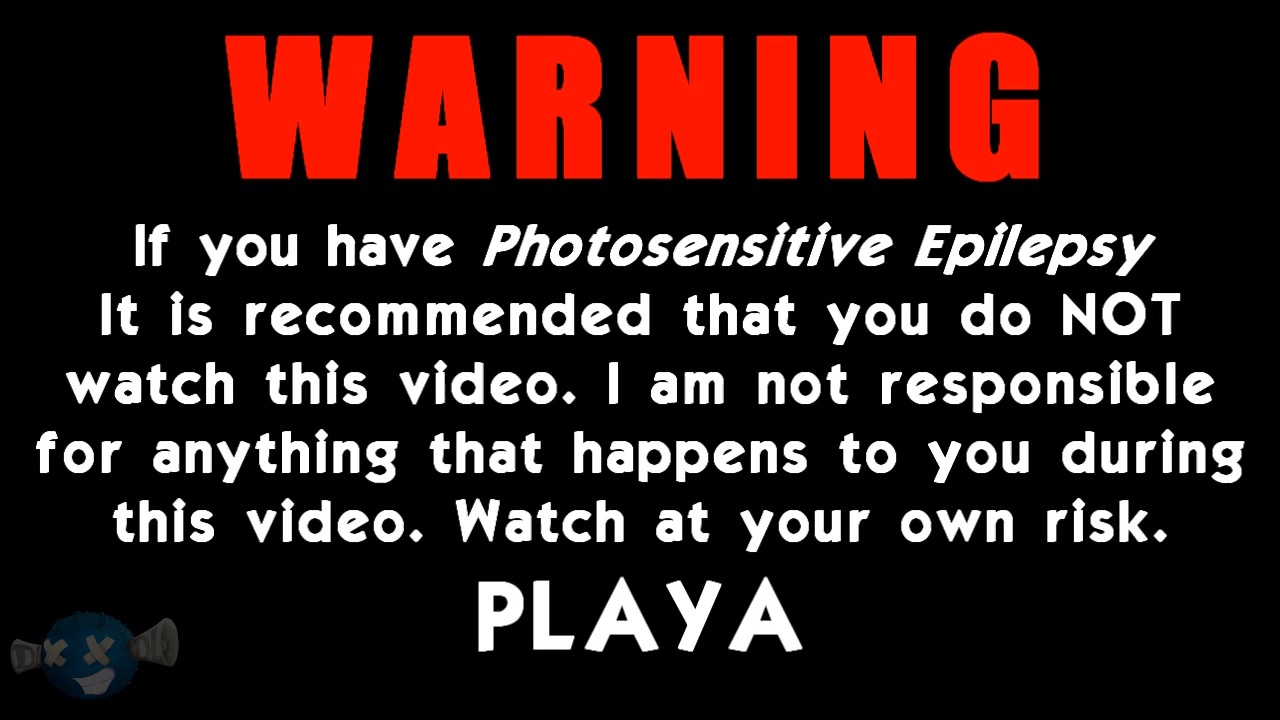 WARNING
If you have Photosensitive Epilepsy
It is recommended that you do NOT
watch this video. I am not responsible
for anything that happens to you during
this video. Watch at your own risk.
PLAYA